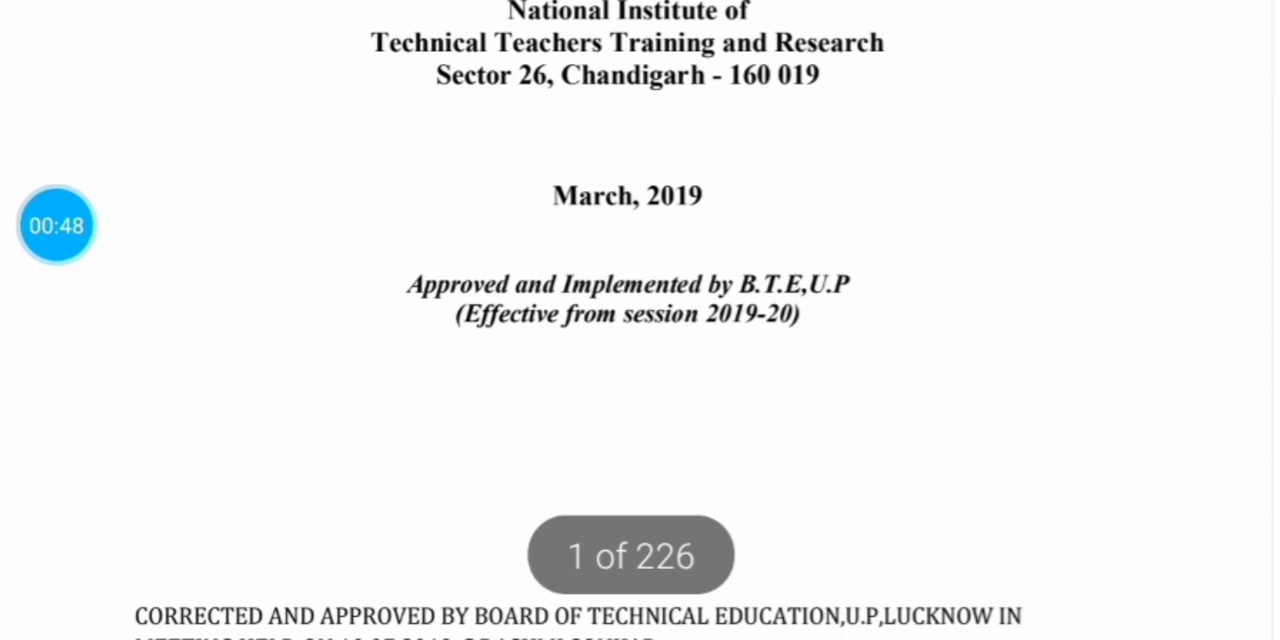 National Institute of
Technical Teachers Training and Research
Sector 26, Chandigarh - 160 019
March, 2019
00:48
Approved and Implemented by B.T.E,U.P
(Effective from session 2019-20)
1 of 226
CORRECTED AND APPROVED BY BOARD OF TECHNICAL EDUCATION,U.P,LUCKNOW IN